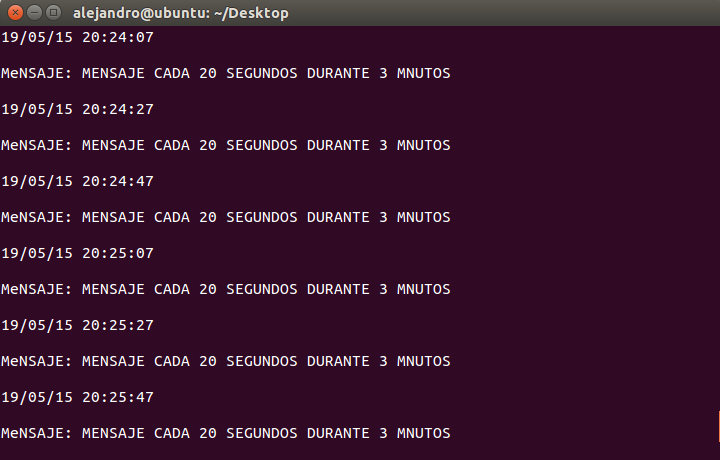 alejandro@ubuntu: ~/Desktop
19/05/15 20:24:07
MeNSAJE: MENSAJE CADA 20 SEGUNDOS DURANTE 3 MNUTOS
19/05/15 20:24:27
MeNSAJE: MENSAJE CADA 20 SEGUNDOS DURANTE 3 MNUTOS
19/05/15 20:24:47
MeNSAJE: MENSAJE CADA 20 SEGUNDOS DURANTE 3 MNUTOS
19/05/15 20:25:07
MeNSAJE: MENSAJE CADA 20 SEGUNDOS DURANTE 3 MNUTOS
19/05/15 20:25:27
MeNSAJE: MENSAJE CADA 20 SEGUNDOS DURANTE 3 MNUTOS
19/05/15 20:25:47
MeNSAJE: MENSAJE CADA 20 SEGUNDOS DURANTE 3 MNUTOS